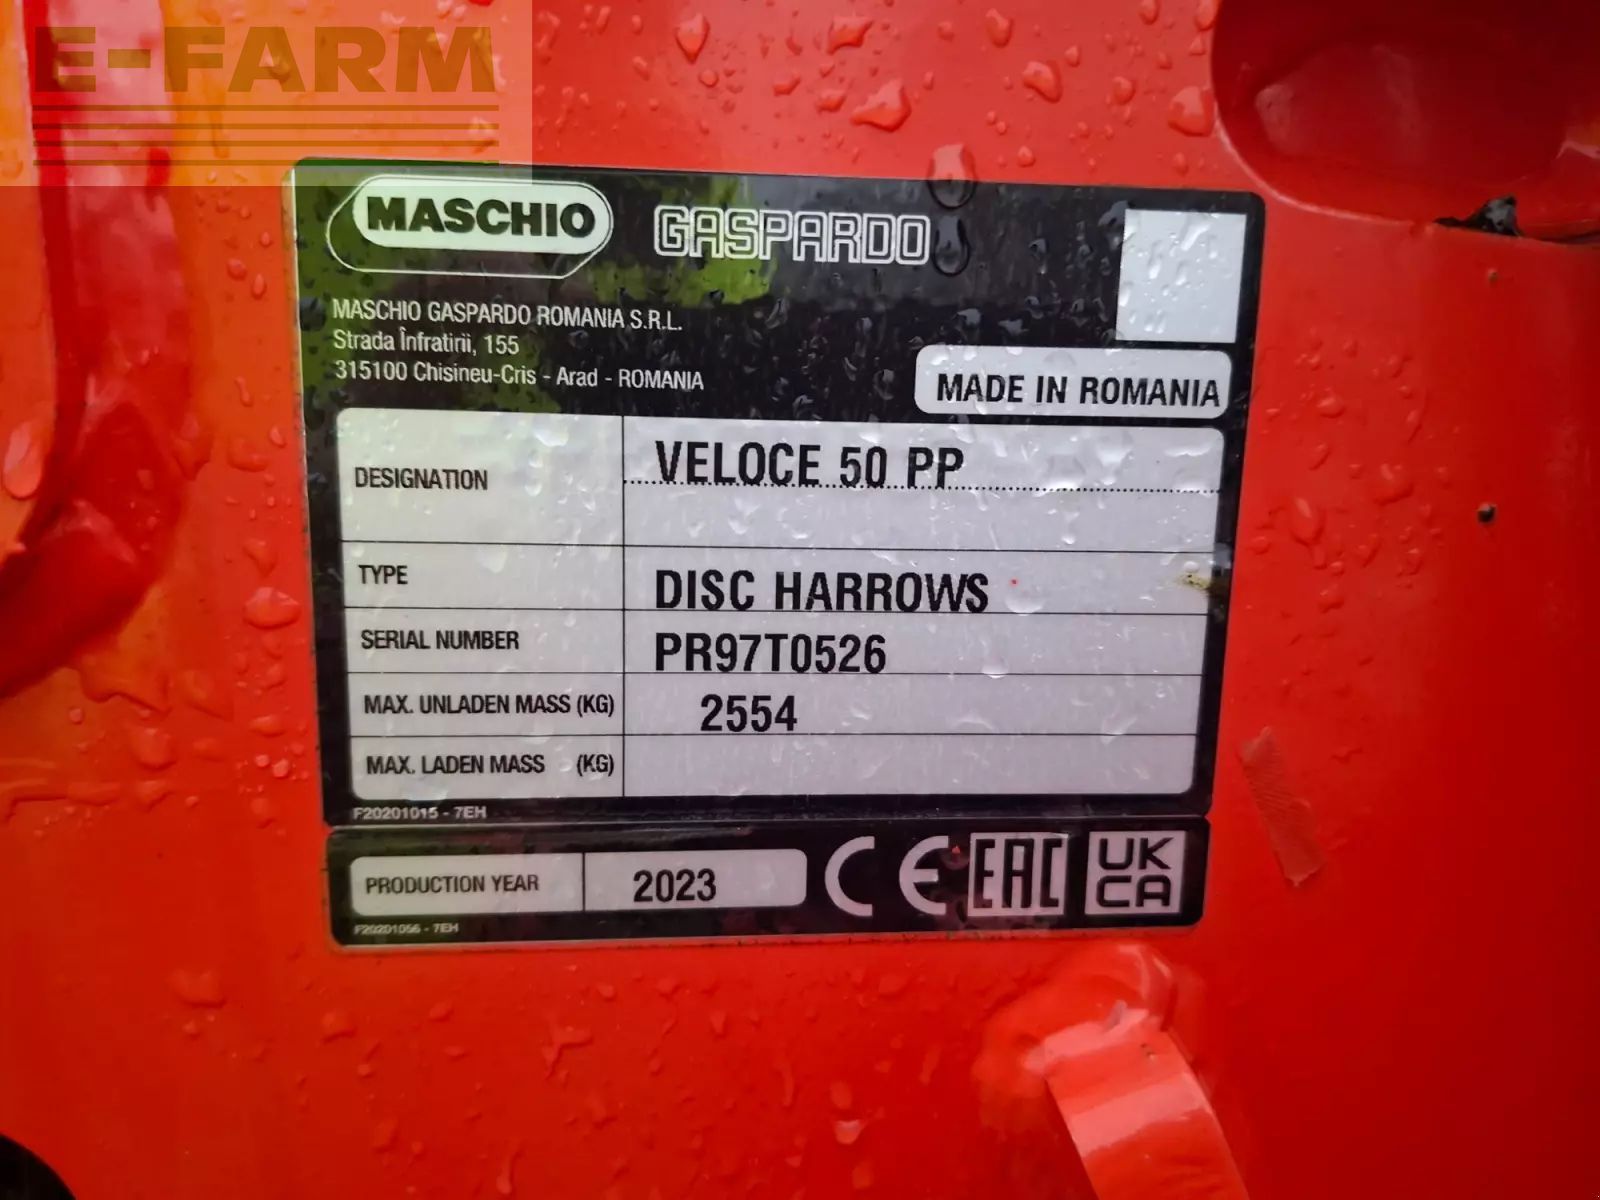 E-FARM
MASCHIO GASPARDO
MASCHIO GASPARDO ROMANIA S.R.L.
Strada Înfratirii, 155
315100 Chisineu-Cris - Arad - ROMANIA
MADE IN ROMANIA
DESIGNATION VELOCE 50 PP
TYPE DISC HARROWS
SERIAL NUMBER PR97T0526
MAX. UNLADEN MASS (KG) 2554
MAX. LADEN MASS (KG)
F20201015 - 7EH
PRODUCTION YEAR 2023 CE EAC UK
CA
F20201056 - 7EH